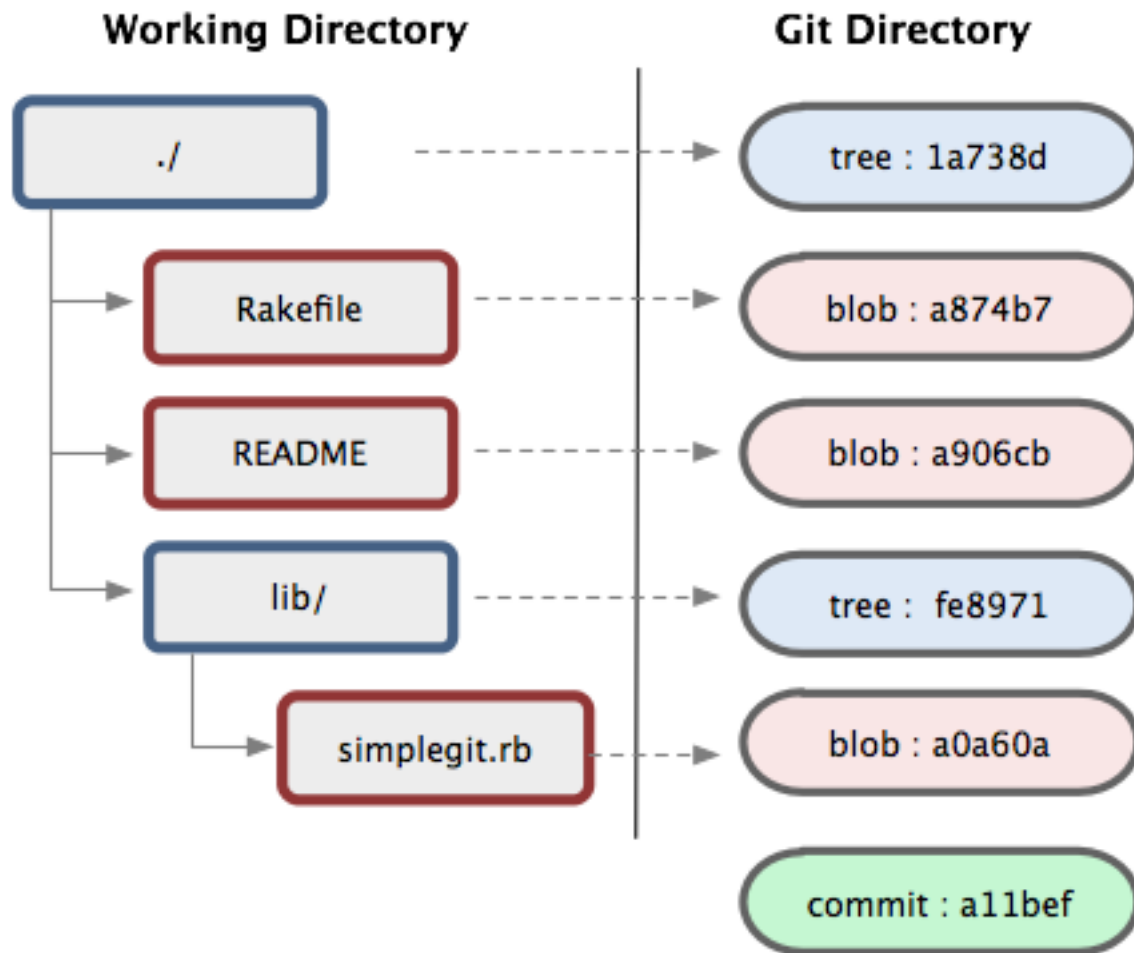 Working Directory
Git Directory
./
tree : 1a738d
Rakefile
blob : a874b7
README
blob : a906cb
lib/
tree :  fe8971
simplegit.rb
blob : a0a60a
commit : a11bef